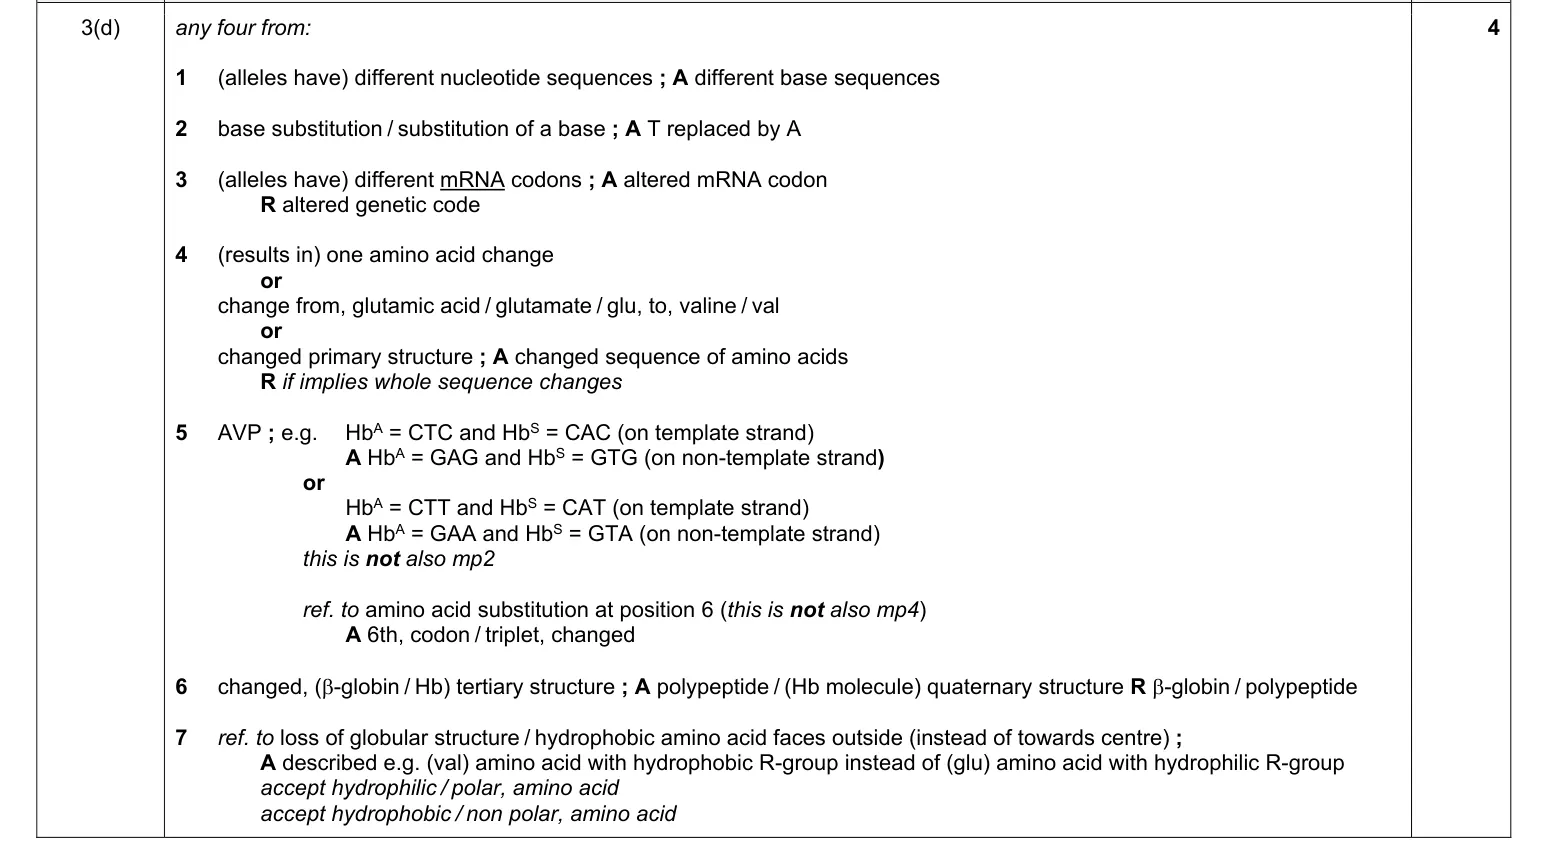 3(d)
any four from:
4
1 (alleles have) different nucleotide sequences ; A different base sequences
2 base substitution / substitution of a base ; A T replaced by A
3 (alleles have) different mRNA codons ; A altered mRNA codon
R altered genetic code
4 (results in) one amino acid change
or
change from, glutamic acid / glutamate / glu, to, valine / val
or
changed primary structure ; A changed sequence of amino acids
R if implies whole sequence changes
5 AVP ; e.g. Hbᴬ = CTC and Hbˢ = CAC (on template strand)
A Hbᴬ = GAG and Hbˢ = GTG (on non-template strand)
or
Hbᴬ = CTT and Hbˢ = CAT (on template strand)
A Hbᴬ = GAA and Hbˢ = GTA (on non-template strand)
this is not also mp2
ref. to amino acid substitution at position 6 (this is not also mp4)
A 6th, codon / triplet, changed
6 changed, (β-globin / Hb) tertiary structure ; A polypeptide / (Hb molecule) quaternary structure R β-globin / polypeptide
7 ref. to loss of globular structure / hydrophobic amino acid faces outside (instead of towards centre) ;
A described e.g. (val) amino acid with hydrophobic R-group instead of (glu) amino acid with hydrophilic R-group
accept hydrophilic / polar, amino acid
accept hydrophobic / non polar, amino acid